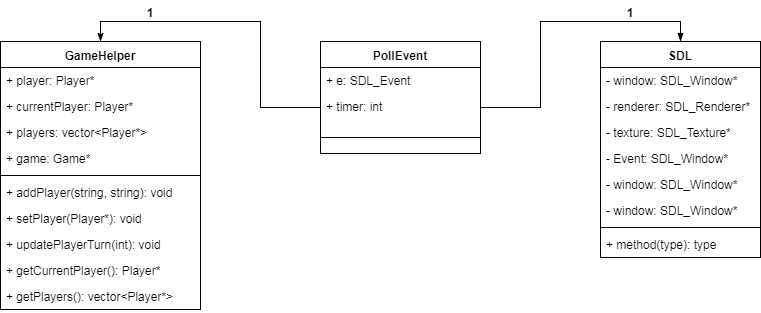 1
1
GameHelper
+ player: Player*
+ currentPlayer: Player*
+ players: vector<Player*>
+ game: Game*
+ addPlayer(string, string): void
+ setPlayer(Player*): void
+ updatePlayerTurn(int): void
+ getCurrentPlayer(): Player*
+ getPlayers(): vector<Player*>
PollEvent
+ e: SDL_Event
+ timer: int
SDL
- window: SDL_Window*
- renderer: SDL_Renderer*
- texture: SDL_Texture*
- Event: SDL_Window*
- window: SDL_Window*
- window: SDL_Window*
+ method(type): type